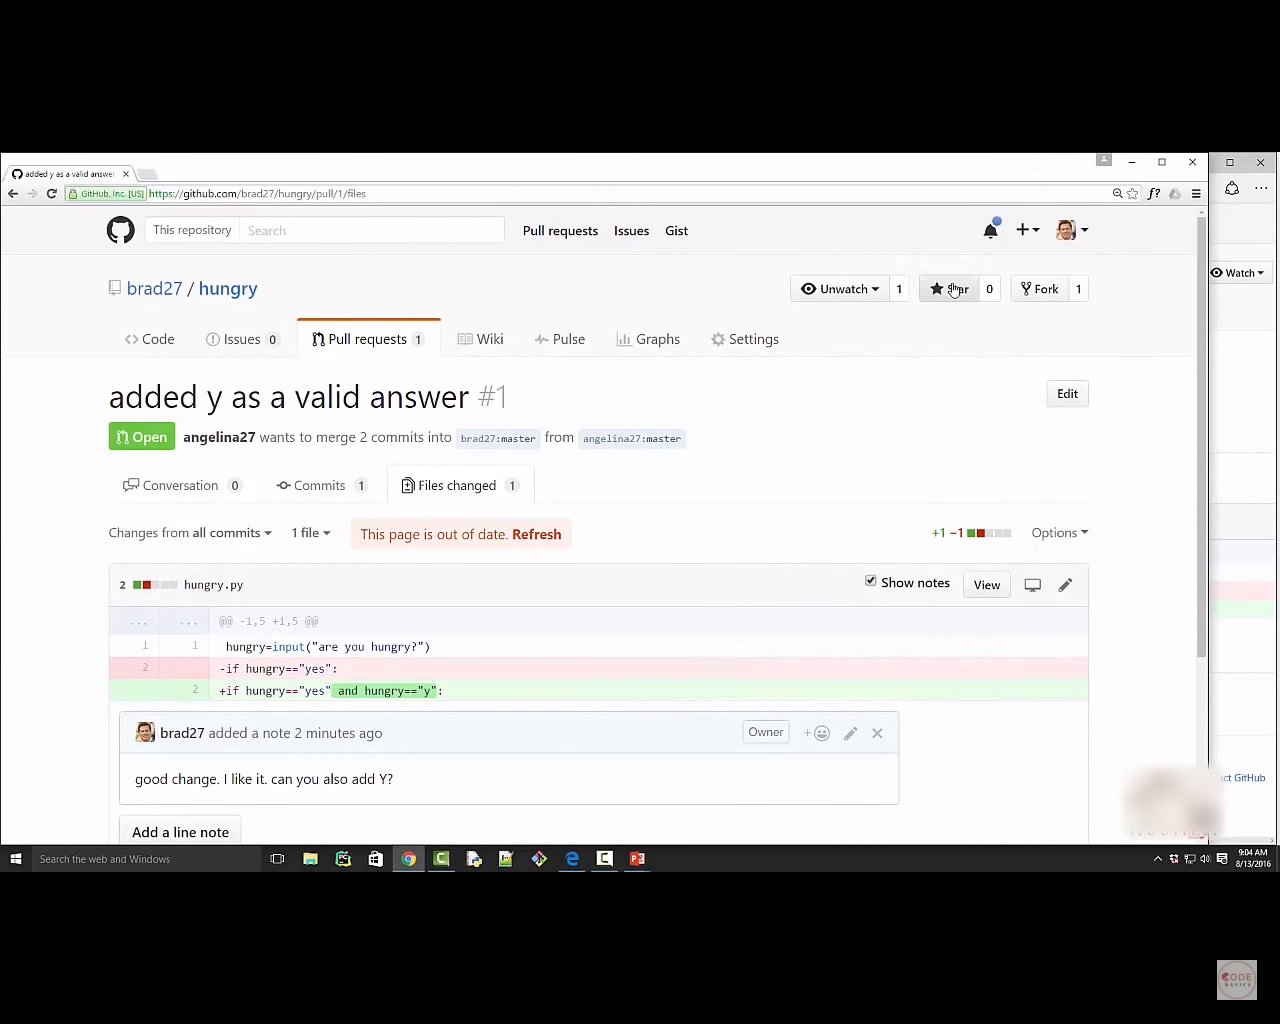 added y as a valid answer
GitHub, Inc. [US] https://github.com/brad27/hungry/pull/1/files
This repository Search Pull requests Issues Gist
brad27 / hungry Unwatch 1 Star 0 Fork 1
Watch
Code Issues 0 Pull requests 1 Wiki Pulse Graphs Settings
added y as a valid answer #1 Edit
Open angelina27 wants to merge 2 commits into brad27:master from angelina27:master
Conversation 0 Commits 1 Files changed 1
Changes from all commits 1 file This page is out of date. Refresh +1 −1 Options
2 hungry.py Show notes View
... ... @@ -1,5 +1,5 @@
1 1 hungry=input("are you hungry?")
2 -if hungry=="yes":
2 +if hungry=="yes" and hungry=="y":
brad27 added a note 2 minutes ago Owner
good change. I like it. can you also add Y?
ct GitHub
Add a line note
Search the web and Windows
9:04 AM
8/13/2016
CODE
BASICS